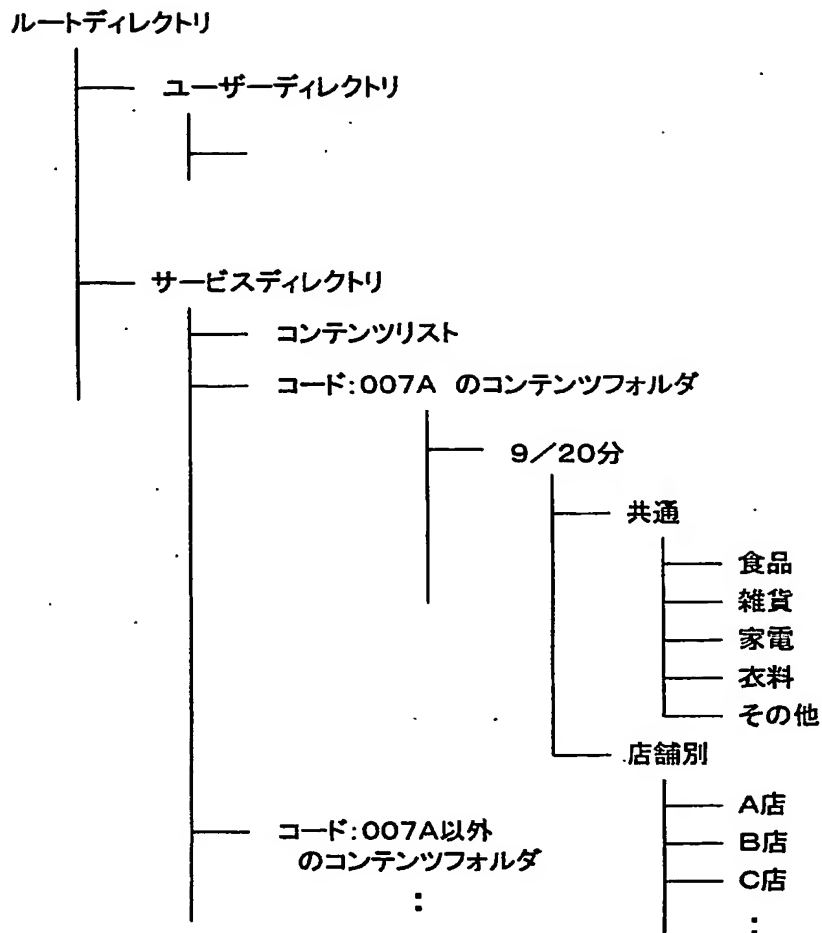 ルートディレクトリ
ユーザーディレクトリ
サービスディレクトリ
コンテンツリスト
コード:007A のコンテンツフォルダ
9/20分
共通
食品
雑貨
家電
衣料
その他
店舗別
A店
B店
C店
:
コード:007A以外
のコンテンツフォルダ
: